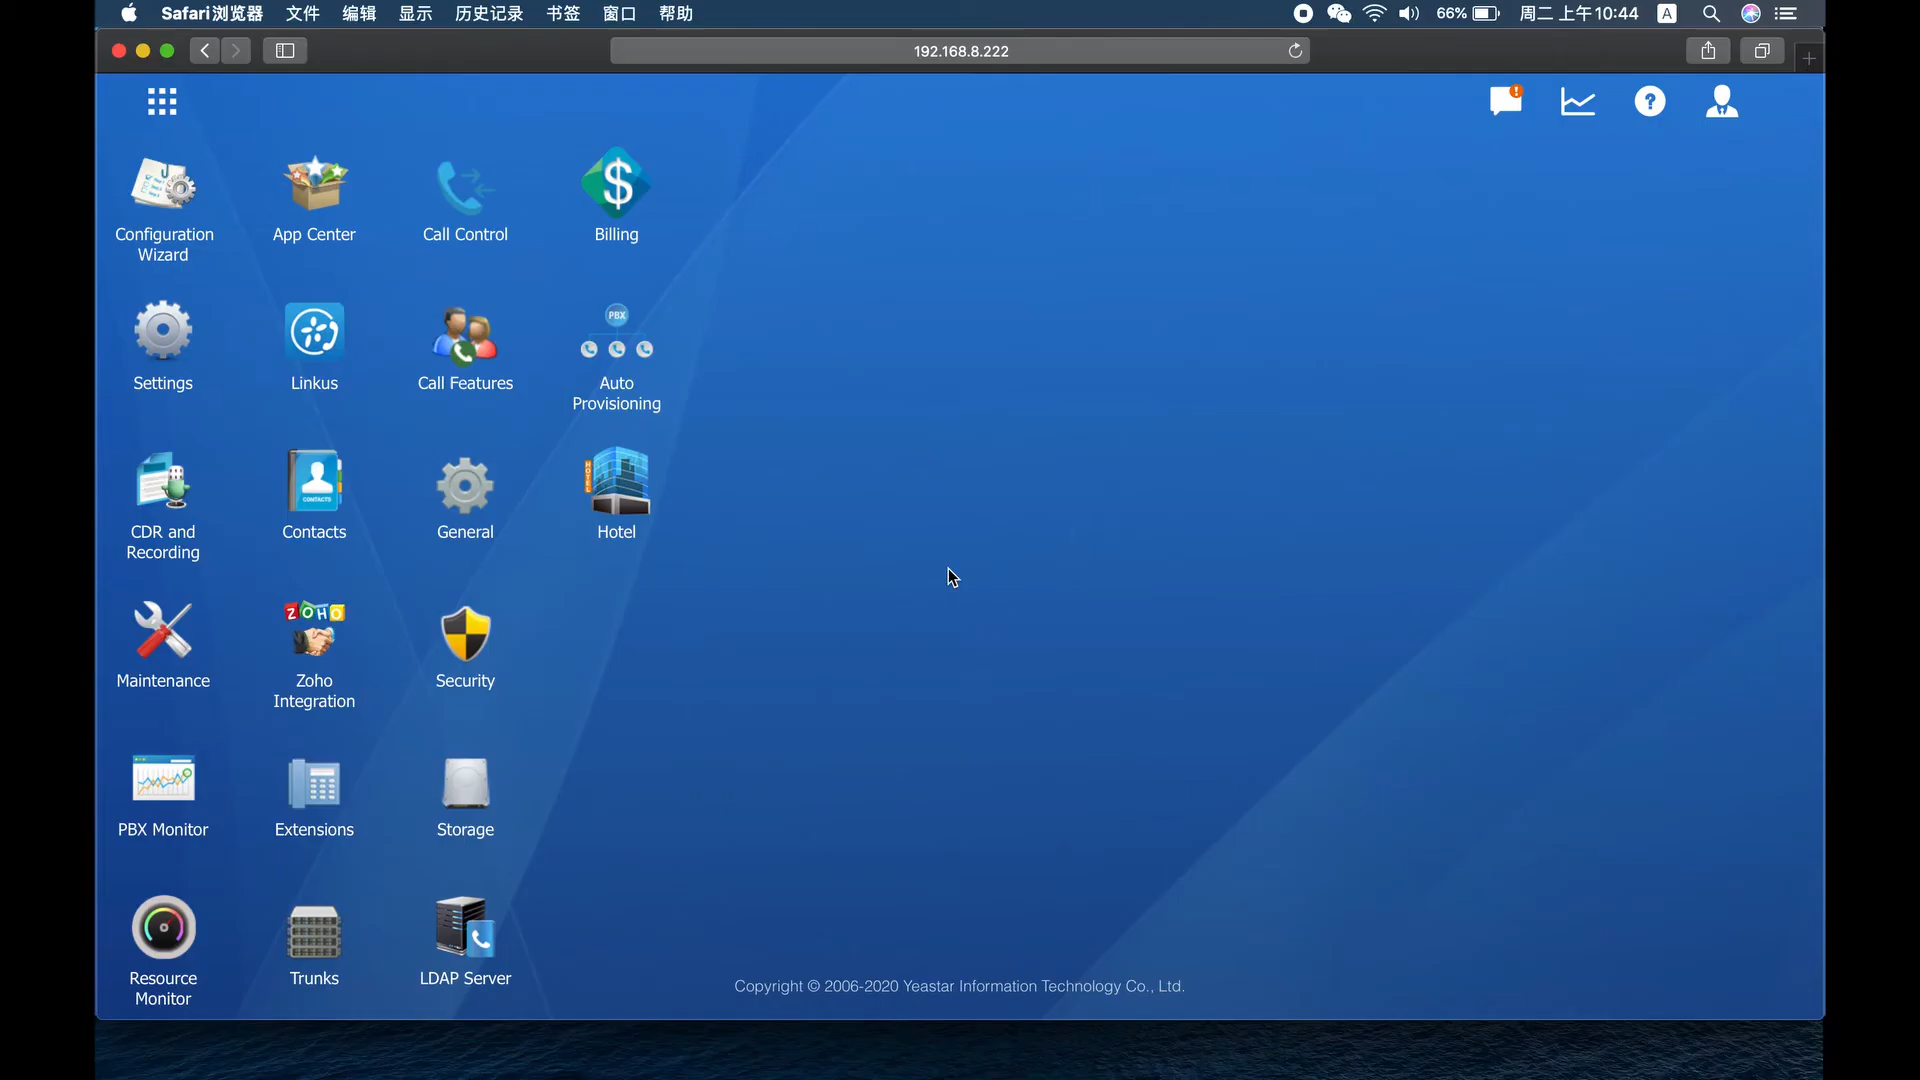 Safari浏览器 文件 编辑 显示 历史记录 书签 窗口 帮助 66% 周二 上午10:44 A
192.168.8.222
Configuration
Wizard
App Center
Call Control
Billing
Settings
Linkus
Call Features
PBX
Auto
Provisioning
CDR and
Recording
CONTACTS
Contacts
General
HOTEL
Hotel
Maintenance
ZOHO
Zoho
Integration
Security
PBX Monitor
Extensions
Storage
Resource
Monitor
Trunks
LDAP Server
Copyright © 2006-2020 Yeastar Information Technology Co., Ltd.